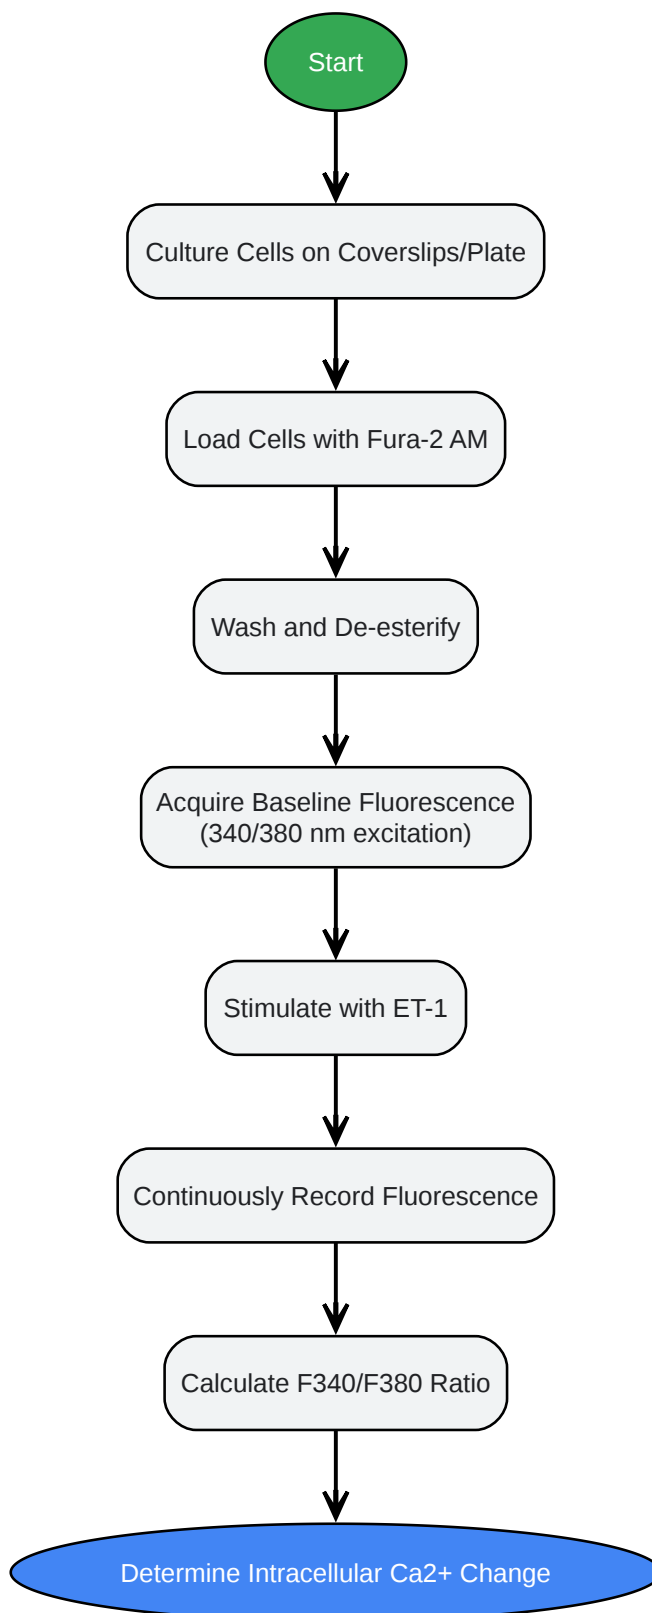 Start
Culture Cells on Coverslips/Plate
Load Cells with Fura-2 AM
Wash and De-esterify
Acquire Baseline Fluorescence
(340/380 nm excitation)
Stimulate with ET-1
Continuously Record Fluorescence
Calculate F340/F380 Ratio
Determine Intracellular Ca2+ Change